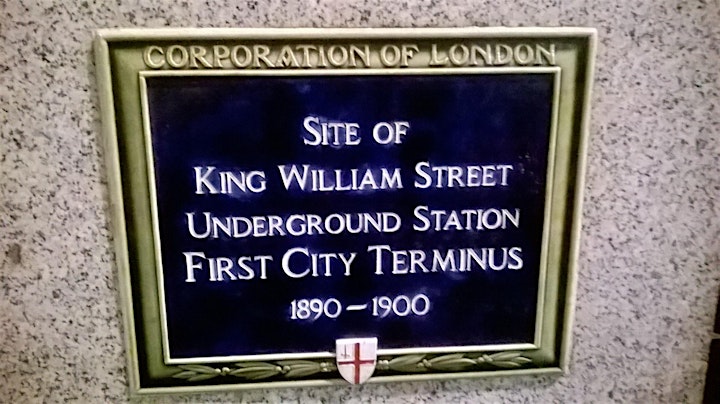 CORPORATION OF LONDON
SITE OF
KING WILLIAM STREET
UNDERGROUND STATION
FIRST CITY TERMINUS
1890–1900